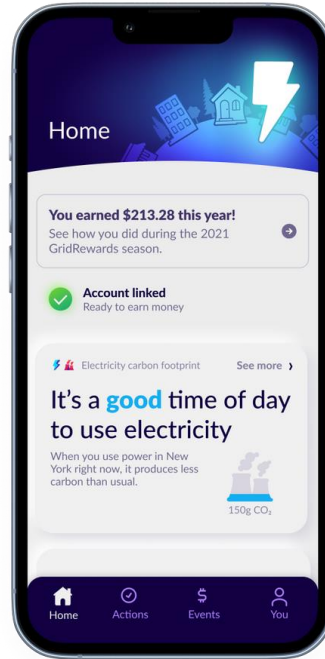 Home
You earned $213.28 this year!
See how you did during the 2021
GridRewards season.
Account linked
Ready to earn money
Electricity carbon footprint
See more
It's a good time of day
to use electricity
When you use power in New
York right now, it produces less
carbon than usual.
150g CO₂
Home
Actions
Events
You